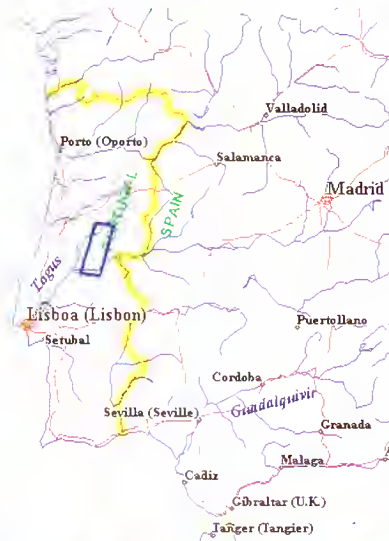 Valladolid
Porto (Oporto)
Salamanca
PORTUGAL
SPAIN
Madrid
Tagus
Lisboa (Lisbon)
Setubal
Puertollano
Cordoba
Guadalquivir
Sevilla (Seville)
Granada
Malaga
Cadiz
Gibraltar (U.K.)
Tanger (Tangier)